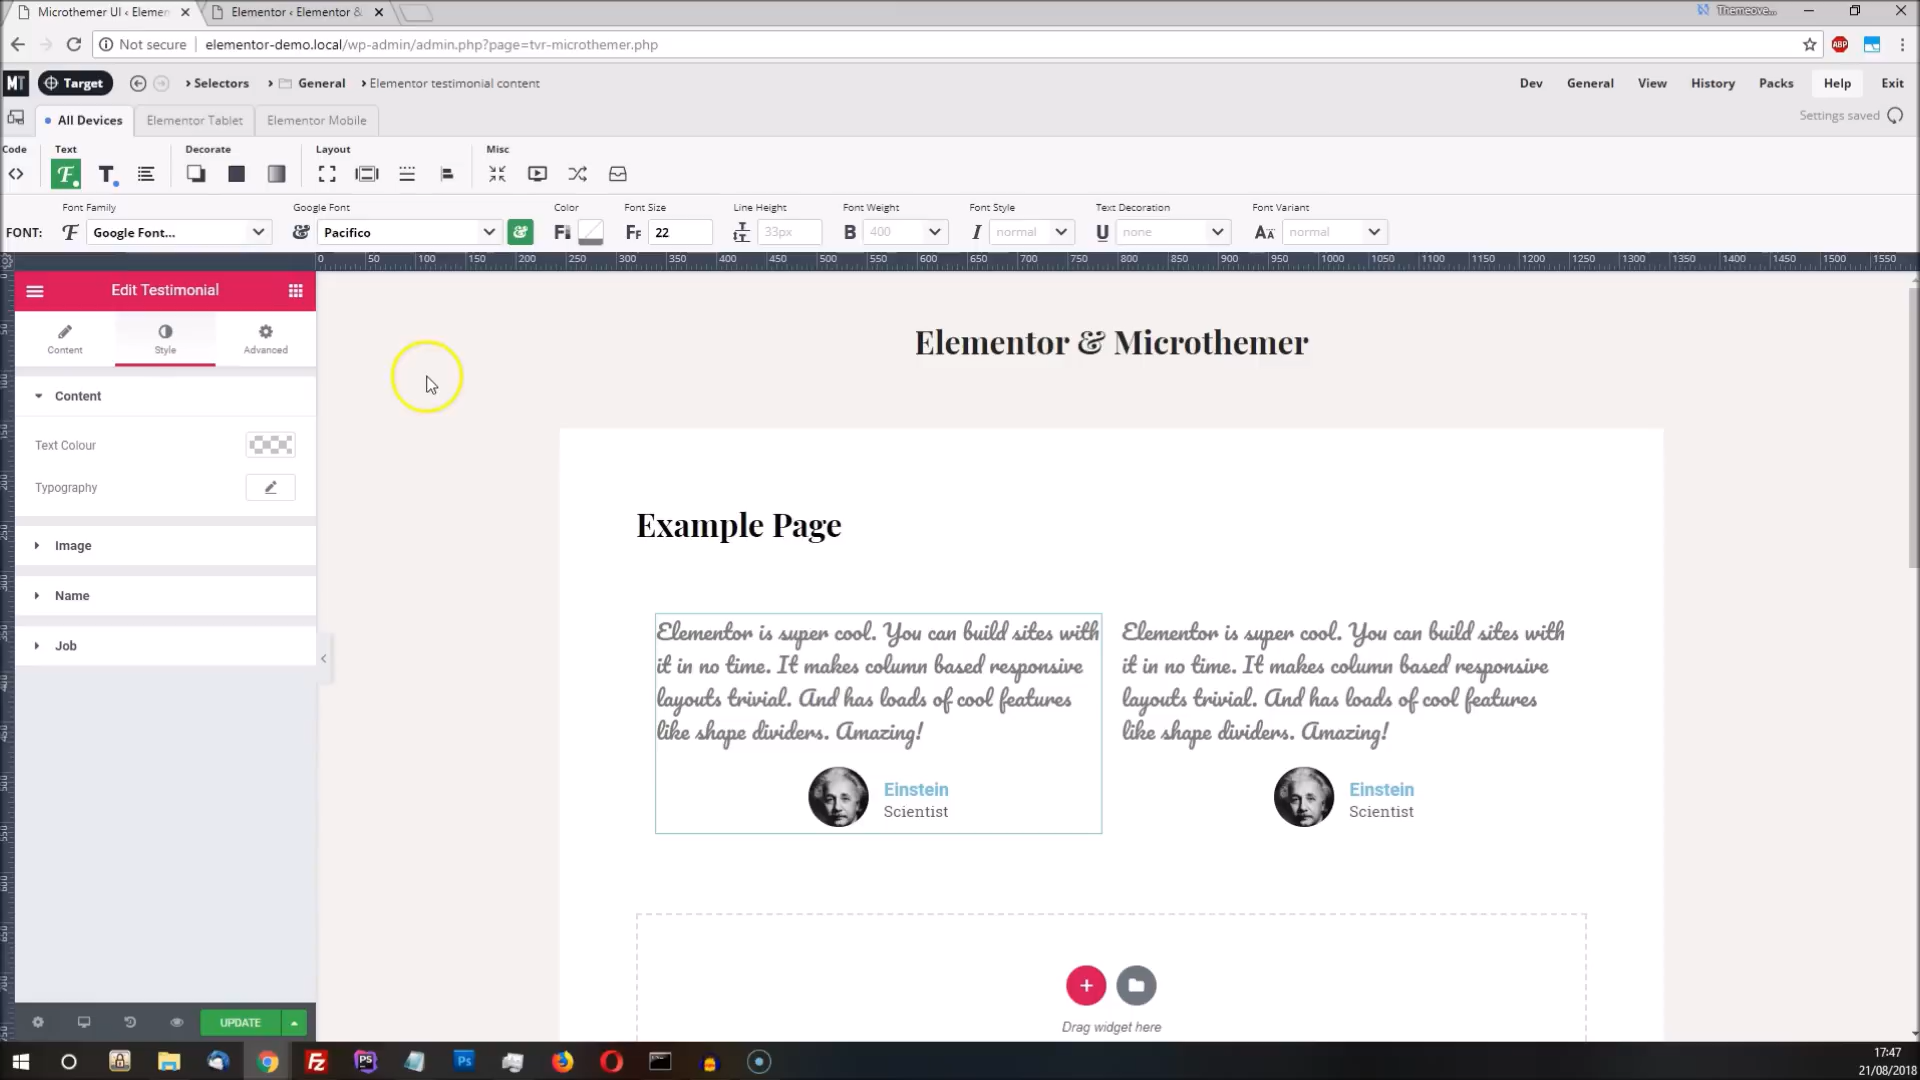 Microthemer UI ‹ Elemen
Elementor ‹ Elementor &
Themeove...
Not secure
elementor-demo.local/wp-admin/admin.php?page=tvr-microthemer.php
ABP
MT
Target
Selectors
General
Elementor testimonial content
Dev
General
View
History
Packs
Help
Exit
All Devices
Elementor Tablet
Elementor Mobile
Settings saved
Code
Text
Decorate
Layout
Misc
Font Family
Google Font
Color
Font Size
Line Height
Font Weight
Font Style
Text Decoration
Font Variant
FONT:
Google Font...
Pacifico
22
33px
400
normal
none
normal
0 50 100 150 200 250 300 350 400 450 500 550 600 650 700 750 800 850 900 950 1000 1050 1100 1150 1200 1250 1300 1350 1400 1450 1500 1550
Edit Testimonial
Content
Style
Advanced
Content
Text Colour
Typography
Image
Name
Job
UPDATE
Elementor & Microthemer
Example Page
Elementor is super cool. You can build sites with
it in no time. It makes column based responsive
layouts trivial. And has loads of cool features
like shape dividers. Amazing!
Einstein
Scientist
Elementor is super cool. You can build sites with
it in no time. It makes column based responsive
layouts trivial. And has loads of cool features
like shape dividers. Amazing!
Einstein
Scientist
Drag widget here
17:47
21/08/2018